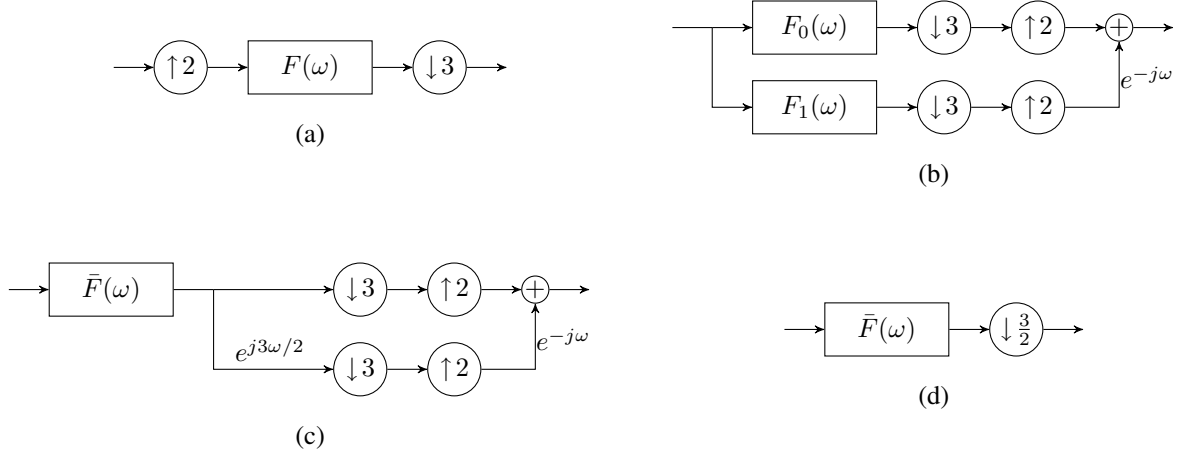 ↑2 F(ω) ↓3
(a)
F₀(ω) ↓3 ↑2 +
e^{-jω}
F₁(ω) ↓3 ↑2
(b)
F̄(ω) ↓3 ↑2 +
e^{j3ω/2} ↓3 ↑2 e^{-jω}
(c)
F̄(ω) ↓3/2
(d)